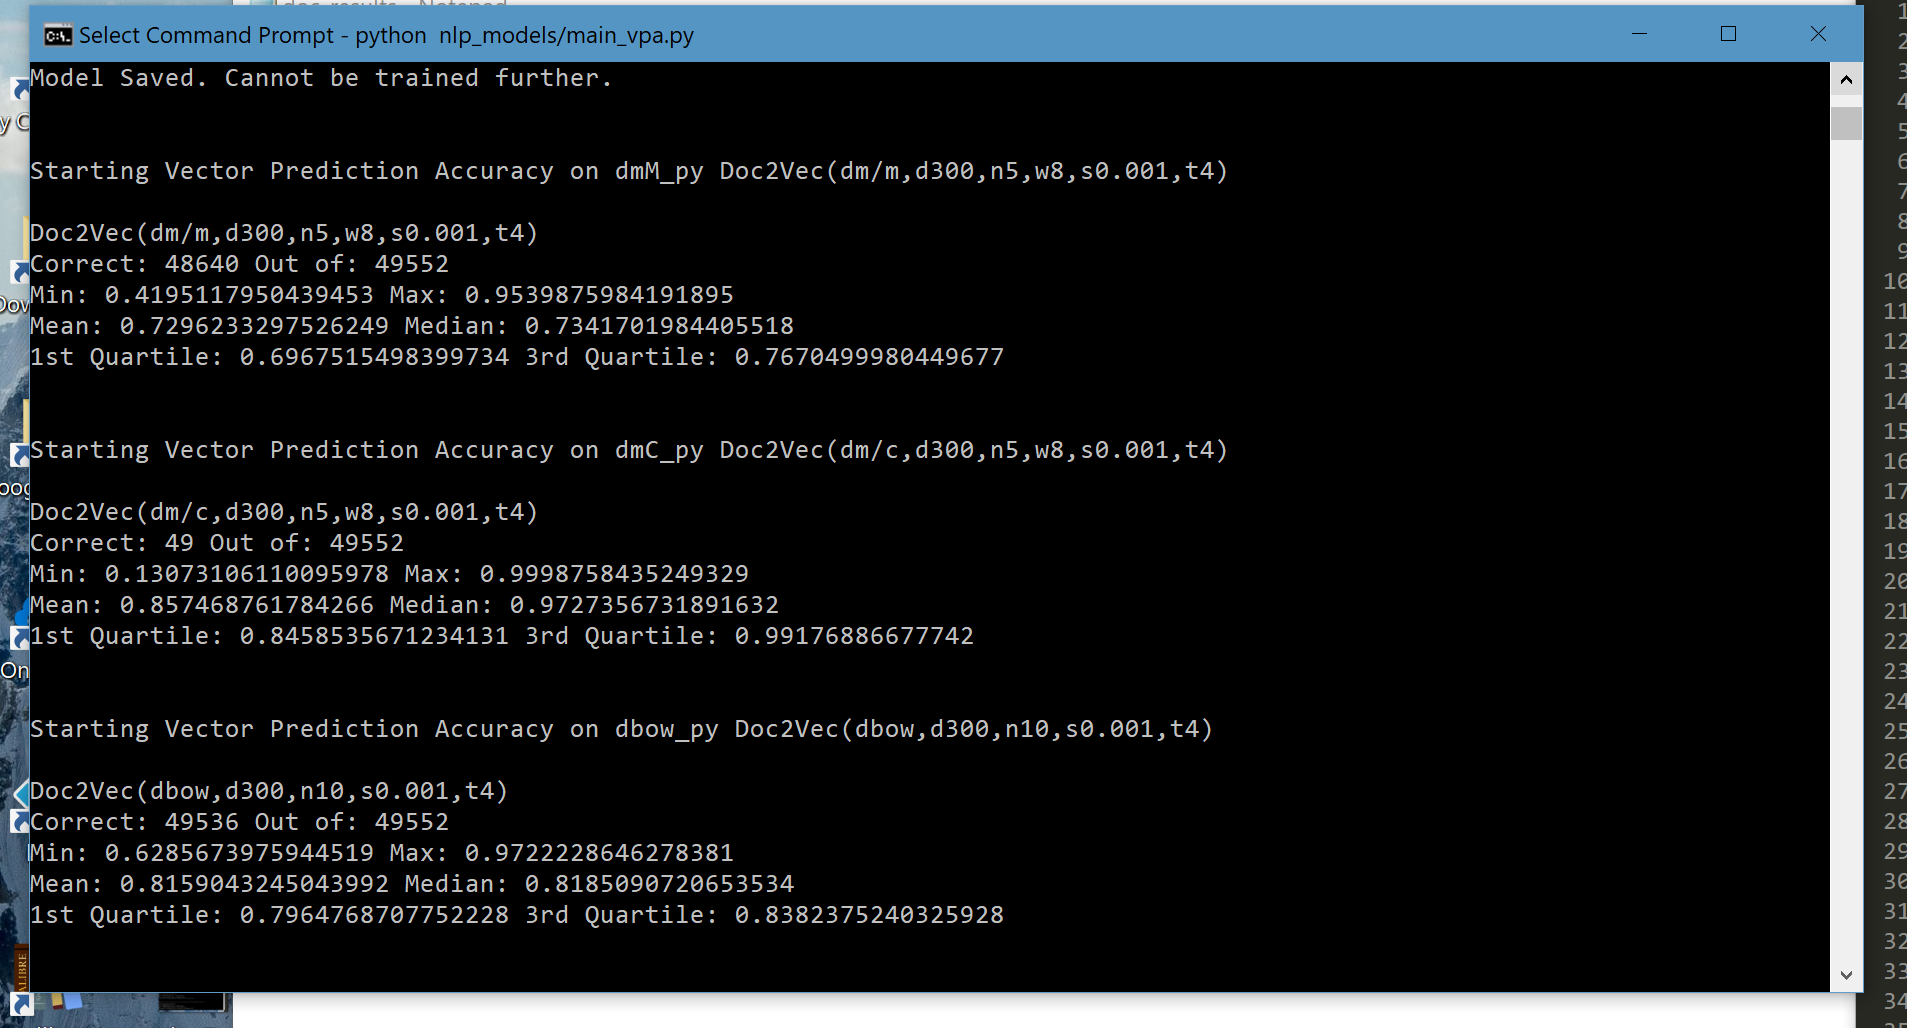 doc_results - Notepad
Select Command Prompt - python  nlp_models/main_vpa.py
Model Saved. Cannot be trained further.
Starting Vector Prediction Accuracy on dmM_py Doc2Vec(dm/m,d300,n5,w8,s0.001,t4)
Doc2Vec(dm/m,d300,n5,w8,s0.001,t4)
Correct: 48640 Out of: 49552
Min: 0.4195117950439453 Max: 0.9539875984191895
Mean: 0.7296233297526249 Median: 0.7341701984405518
1st Quartile: 0.6967515498399734 3rd Quartile: 0.7670499980449677
Starting Vector Prediction Accuracy on dmC_py Doc2Vec(dm/c,d300,n5,w8,s0.001,t4)
Doc2Vec(dm/c,d300,n5,w8,s0.001,t4)
Correct: 49 Out of: 49552
Min: 0.13073106110095978 Max: 0.9998758435249329
Mean: 0.857468761784266 Median: 0.9727356731891632
1st Quartile: 0.8458535671234131 3rd Quartile: 0.99176886677742
Starting Vector Prediction Accuracy on dbow_py Doc2Vec(dbow,d300,n10,s0.001,t4)
Doc2Vec(dbow,d300,n10,s0.001,t4)
Correct: 49536 Out of: 49552
Min: 0.6285673975944519 Max: 0.9722228646278381
Mean: 0.8159043245043992 Median: 0.8185090720653534
1st Quartile: 0.7964768707752228 3rd Quartile: 0.8382375240325928
y C
Dow
oog
On
ALIBRE
1
2
3
4
5
6
7
8
9
10
11
12
13
14
15
16
17
18
19
20
21
22
23
24
25
26
27
28
29
30
31
32
33
34